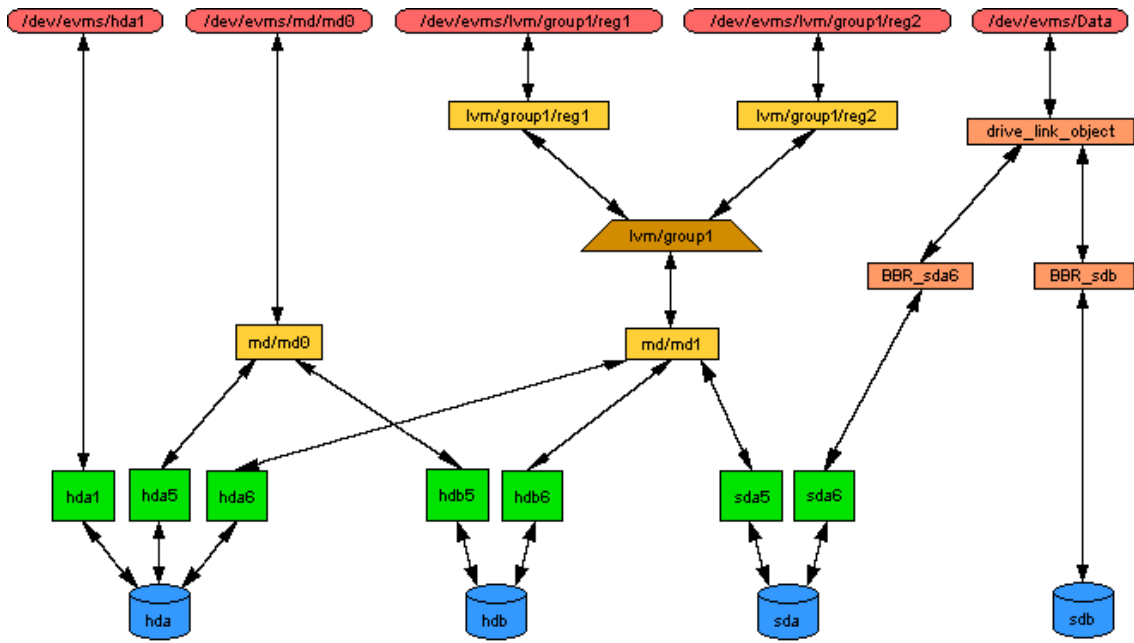 /dev/evms/hda1
/dev/evms/md/md0
/dev/evms/lvm/group1/reg1
/dev/evms/lvm/group1/reg2
/dev/evms/Data
lvm/group1/reg1
lvm/group1/reg2
drive_link_object
lvm/group1
BBR_sda6
BBR_sdb
md/md0
md/md1
hda1
hda5
hda6
hdb5
hdb6
sda5
sda6
hda
hdb
sda
sdb